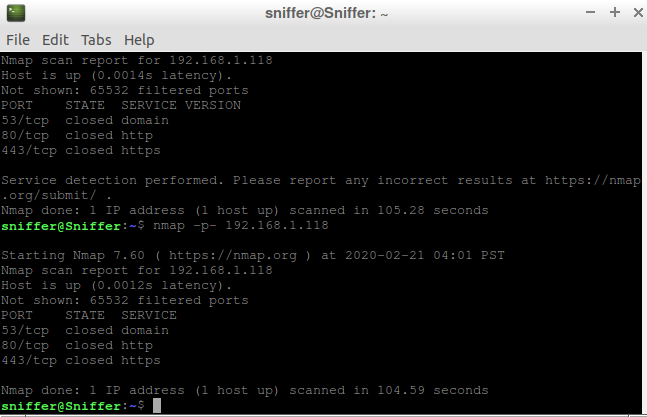 sniffer@Sniffer: ~
File Edit Tabs Help
Nmap scan report for 192.168.1.118
Host is up (0.0014s latency).
Not shown: 65532 filtered ports
PORT    STATE  SERVICE VERSION
53/tcp  closed domain
80/tcp  closed http
443/tcp closed https
Service detection performed. Please report any incorrect results at https://nmap
.org/submit/ .
Nmap done: 1 IP address (1 host up) scanned in 105.28 seconds
sniffer@Sniffer:~$ nmap -p- 192.168.1.118
Starting Nmap 7.60 ( https://nmap.org ) at 2020-02-21 04:01 PST
Nmap scan report for 192.168.1.118
Host is up (0.0012s latency).
Not shown: 65532 filtered ports
PORT    STATE  SERVICE
53/tcp  closed domain
80/tcp  closed http
443/tcp closed https
Nmap done: 1 IP address (1 host up) scanned in 104.59 seconds
sniffer@Sniffer:~$